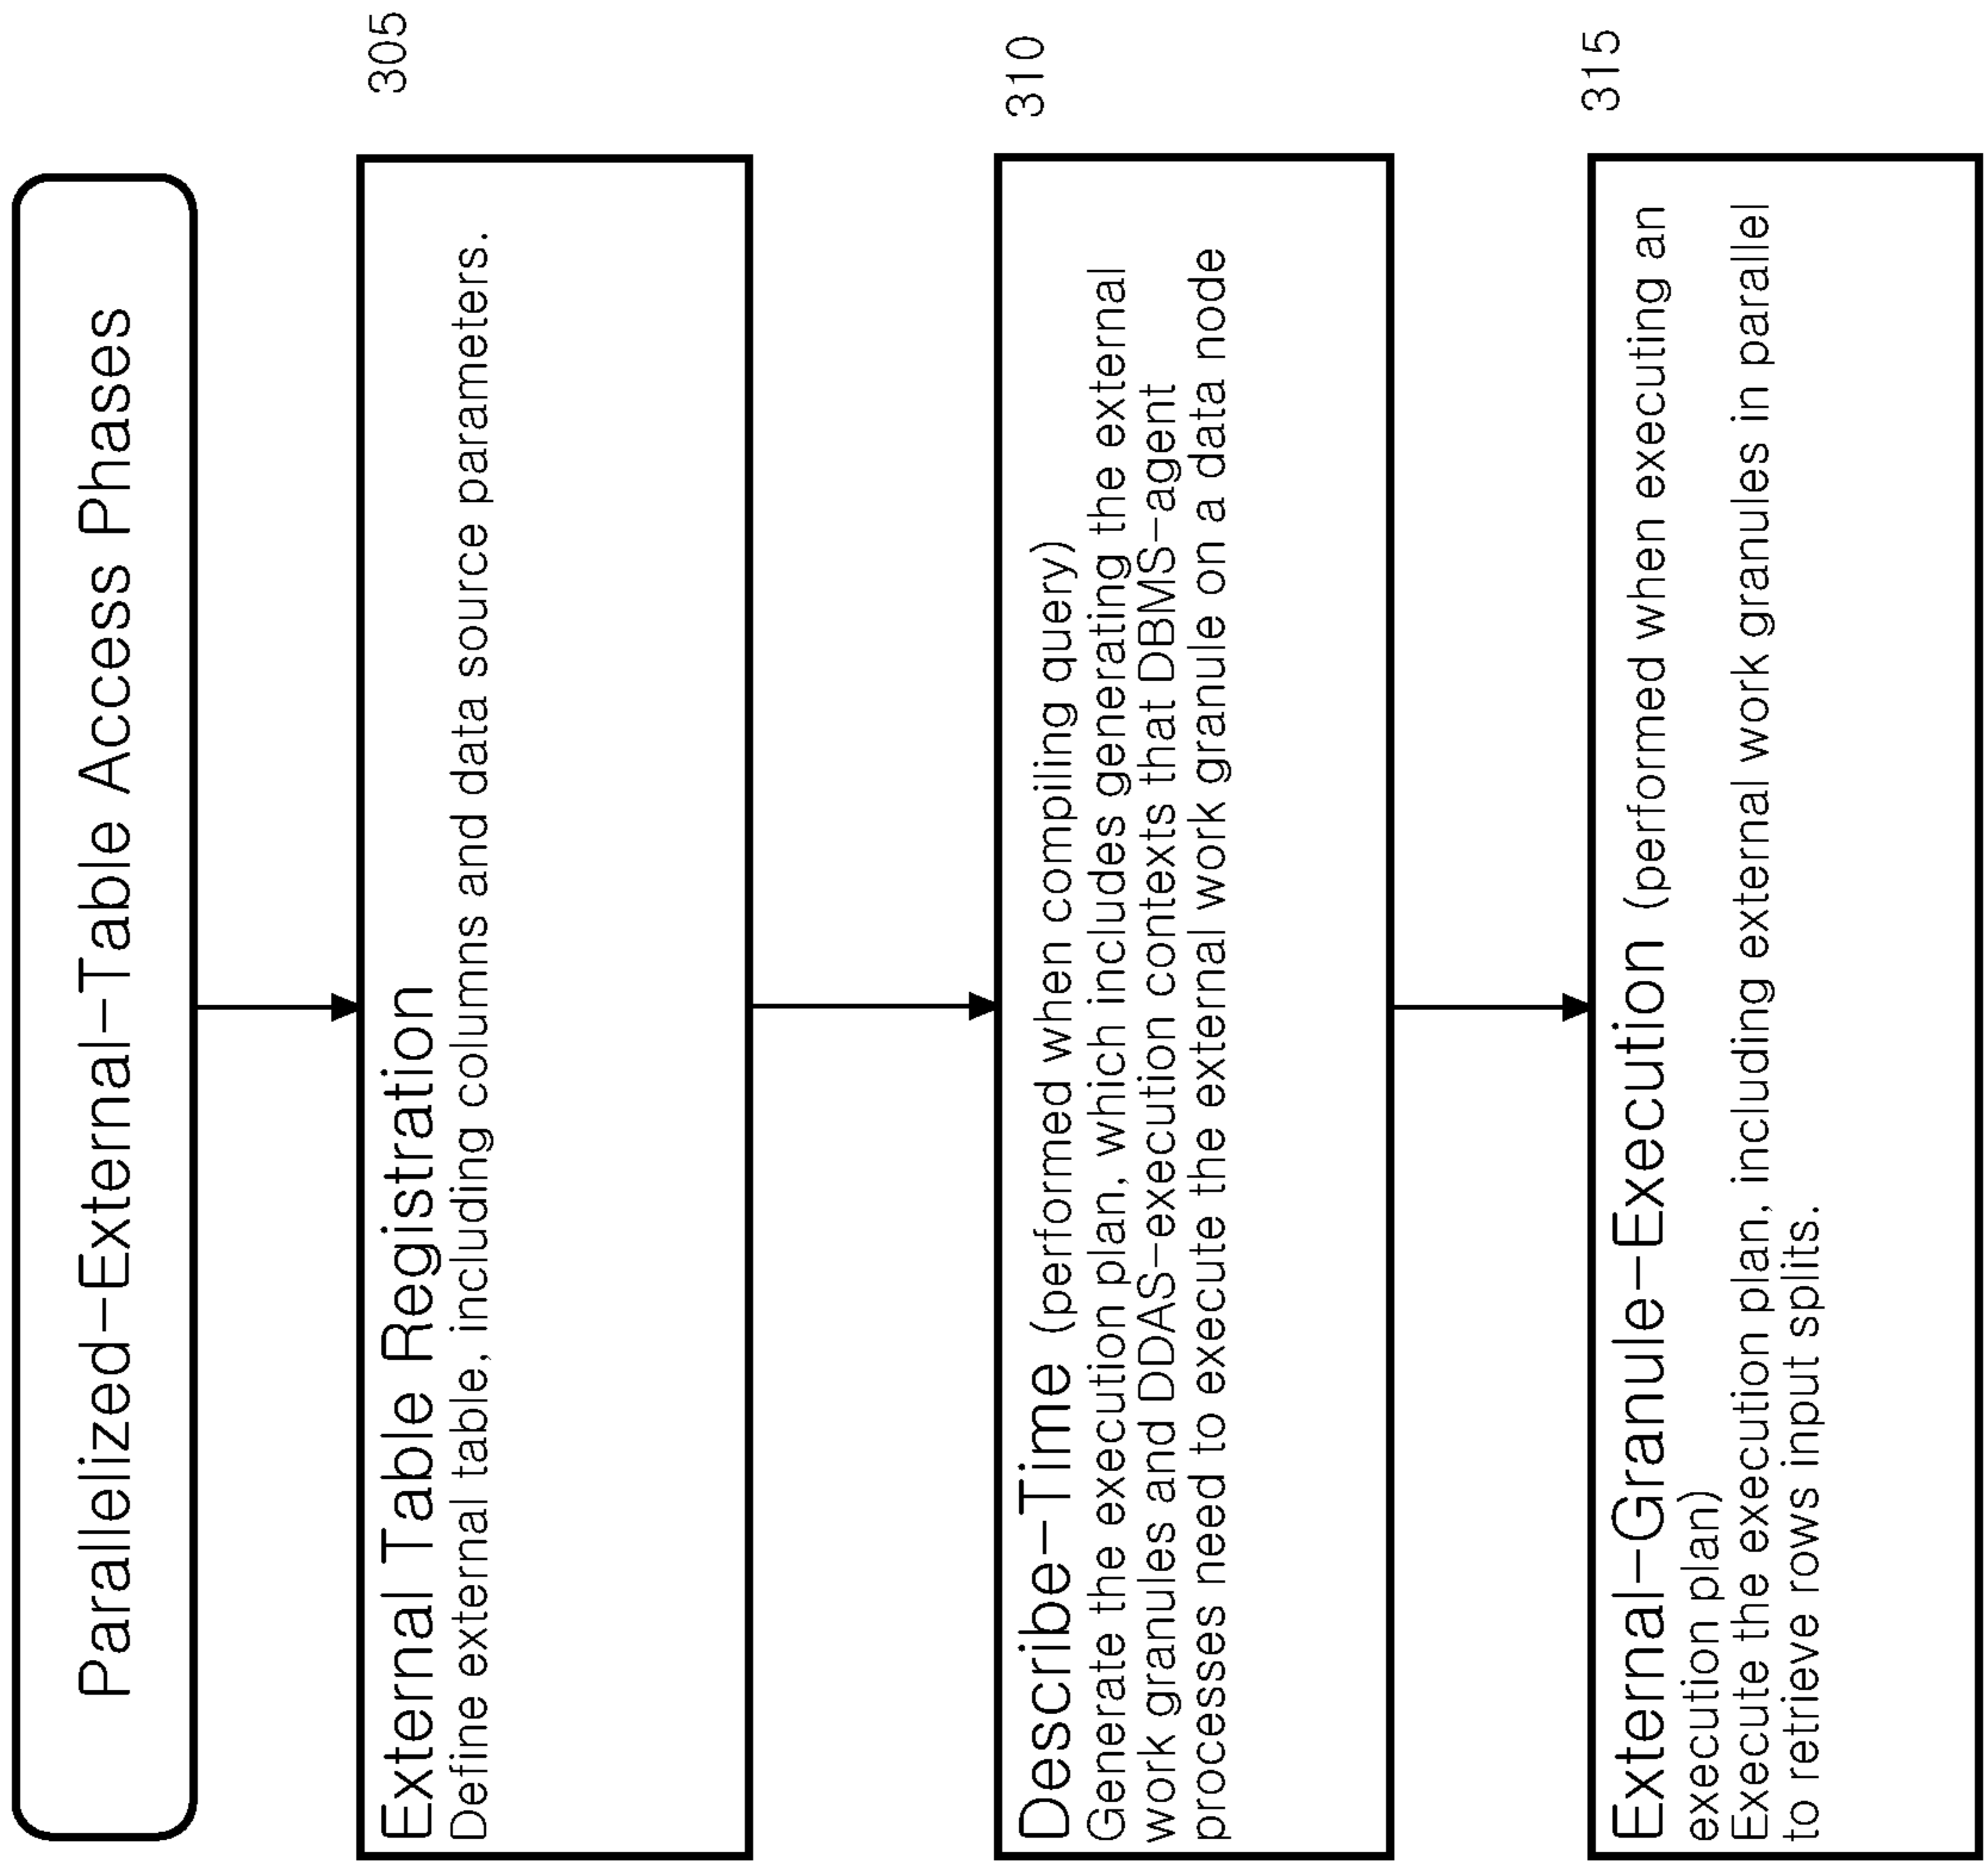 Parallelized-External-Table Access Phases
305
External Table Registration
Define external table, including columns and data source parameters.
310
Describe-Time (performed when compiling query)
Generate the execution plan, which includes generating the external
work granules and DDAS-execution contexts that DBMS-agent
processes need to execute the external work granule on a data node
315
External-Granule-Execution (performed when executing an
execution plan)
Execute the execution plan, including external work granules in parallel
to retrieve rows input splits.